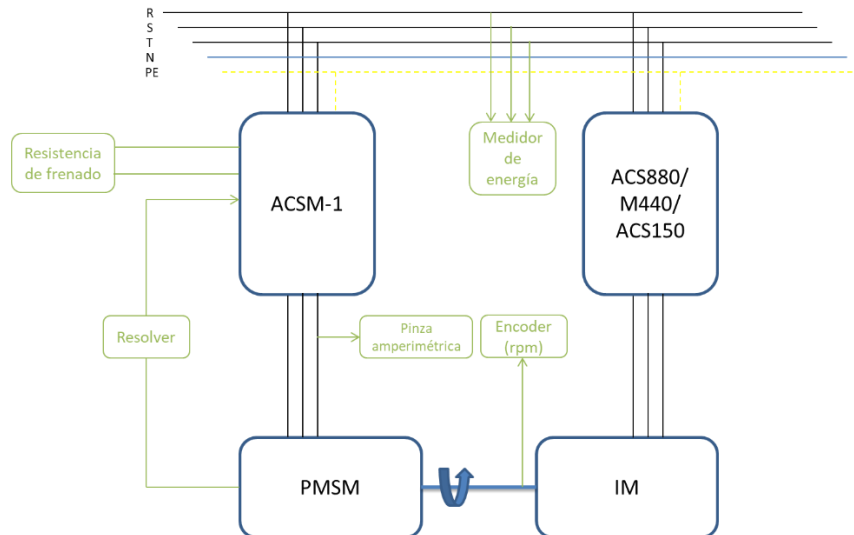 R
S
T
N
PE
Resistencia
de frenado
ACSM-1
Medidor
de
energía
ACS880/
M440/
ACS150
Resolver
Pinza
amperimétrica
Encoder
(rpm)
PMSM
IM